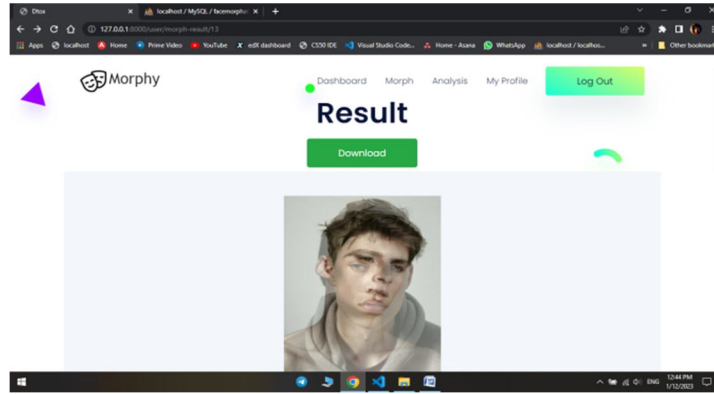 Dtox
localhost / MySQL / facemorphin
127.0.0.1:8000/user/morph-result/13
Apps
localhost
Home
Prime Video
YouTube
edX dashboard
CS50 IDE
Visual Studio Code...
Home - Asana
WhatsApp
localhost / localhos...
Other bookmark
Morphy
Dashboard
Morph
Analysis
My Profile
Log Out
Result
Download
ENG
12:44 PM
1/12/2023